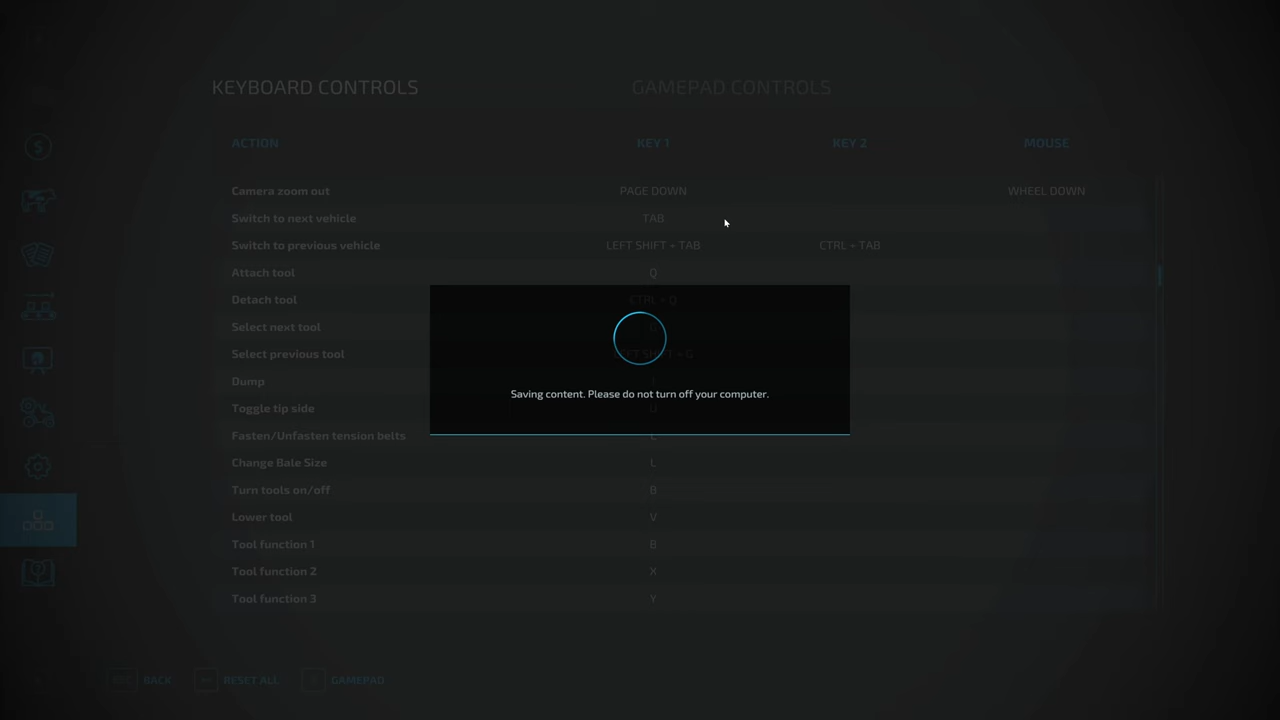 KEYBOARD CONTROLS GAMEPAD CONTROLS
ACTION KEY 1 KEY 2 MOUSE
Camera zoom out PAGE DOWN WHEEL DOWN
Switch to next vehicle TAB
Switch to previous vehicle LEFT SHIFT + TAB CTRL + TAB
Attach tool Q
Detach tool CTRL + Q
Select next tool G
Select previous tool LEFT SHIFT + G
Saving content. Please do not turn off your computer.
Dump
Toggle tip side
Fasten/Unfasten tension belts
Change Bale Size L
Turn tools on/off B
Lower tool V
Tool function 1 B
Tool function 2 X
Tool function 3 Y
BACK RESET ALL GAMEPAD